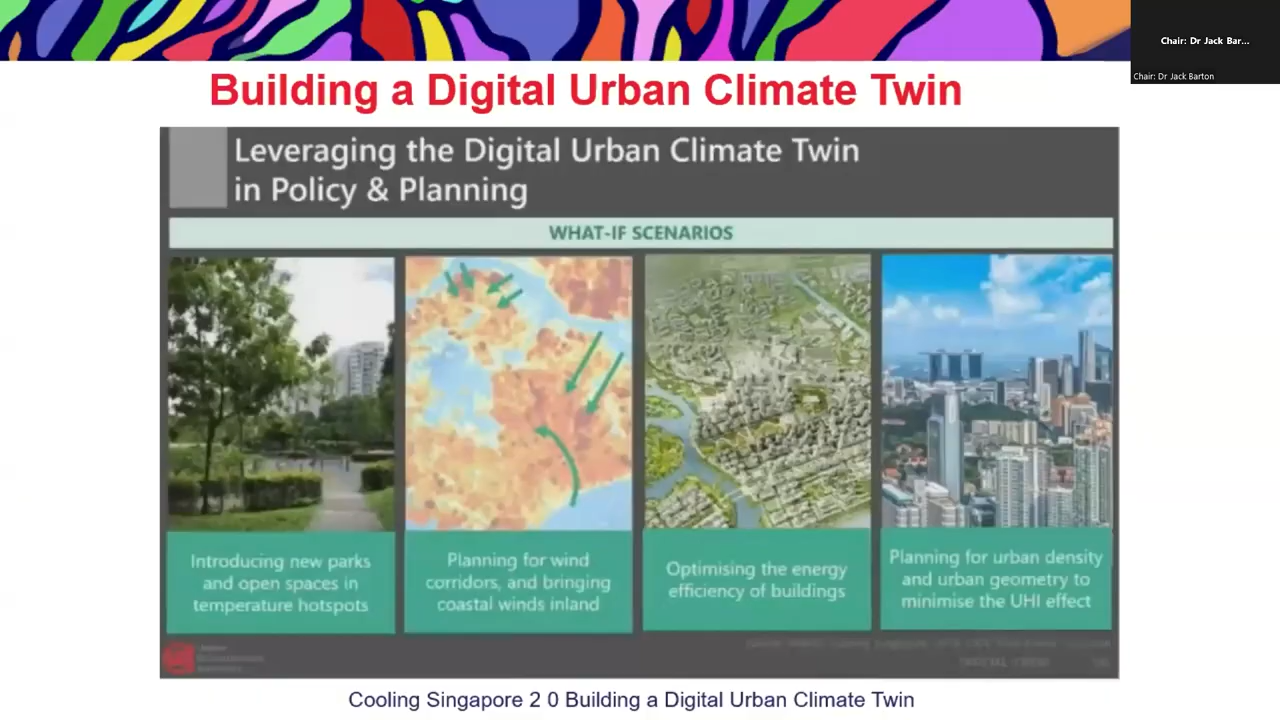 Chair: Dr Jack Bar...
Chair: Dr Jack Barton
Building a Digital Urban Climate Twin
Leveraging the Digital Urban Climate Twin
in Policy & Planning
WHAT-IF SCENARIOS
Introducing new parks
and open spaces in
temperature hotspots
Planning for wind
corridors, and bringing
coastal winds inland
Optimising the energy
efficiency of buildings
Planning for urban density
and urban geometry to
minimise the UHI effect
Cooling Singapore 2 0 Building a Digital Urban Climate Twin